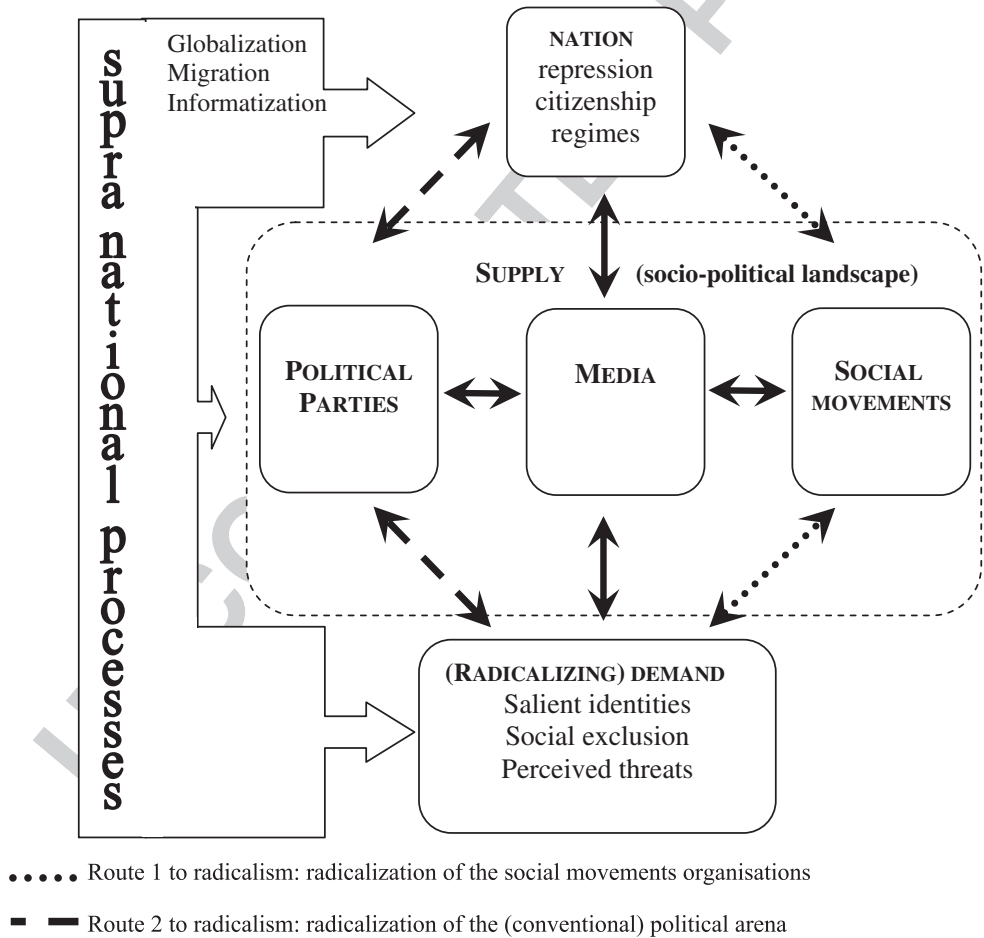 supra national processes
Globalization
Migration
Informatization
NATION
repression
citizenship
regimes
SUPPLY (socio-political landscape)
POLITICAL
PARTIES
MEDIA
SOCIAL
MOVEMENTS
(RADICALIZING) DEMAND
Salient identities
Social exclusion
Perceived threats
Route 1 to radicalism: radicalization of the social movements organisations
Route 2 to radicalism: radicalization of the (conventional) political arena